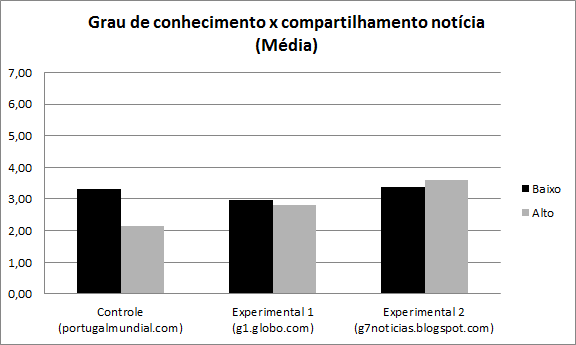 Grau de conhecimento x compartilhamento notícia
(Média)
7,00
6,00
5,00
4,00
3,00
2,00
1,00
0,00
Baixo
Alto
Controle
(portugalmundial.com)
Experimental 1
(g1.globo.com)
Experimental 2
(g7noticias.blogspot.com)